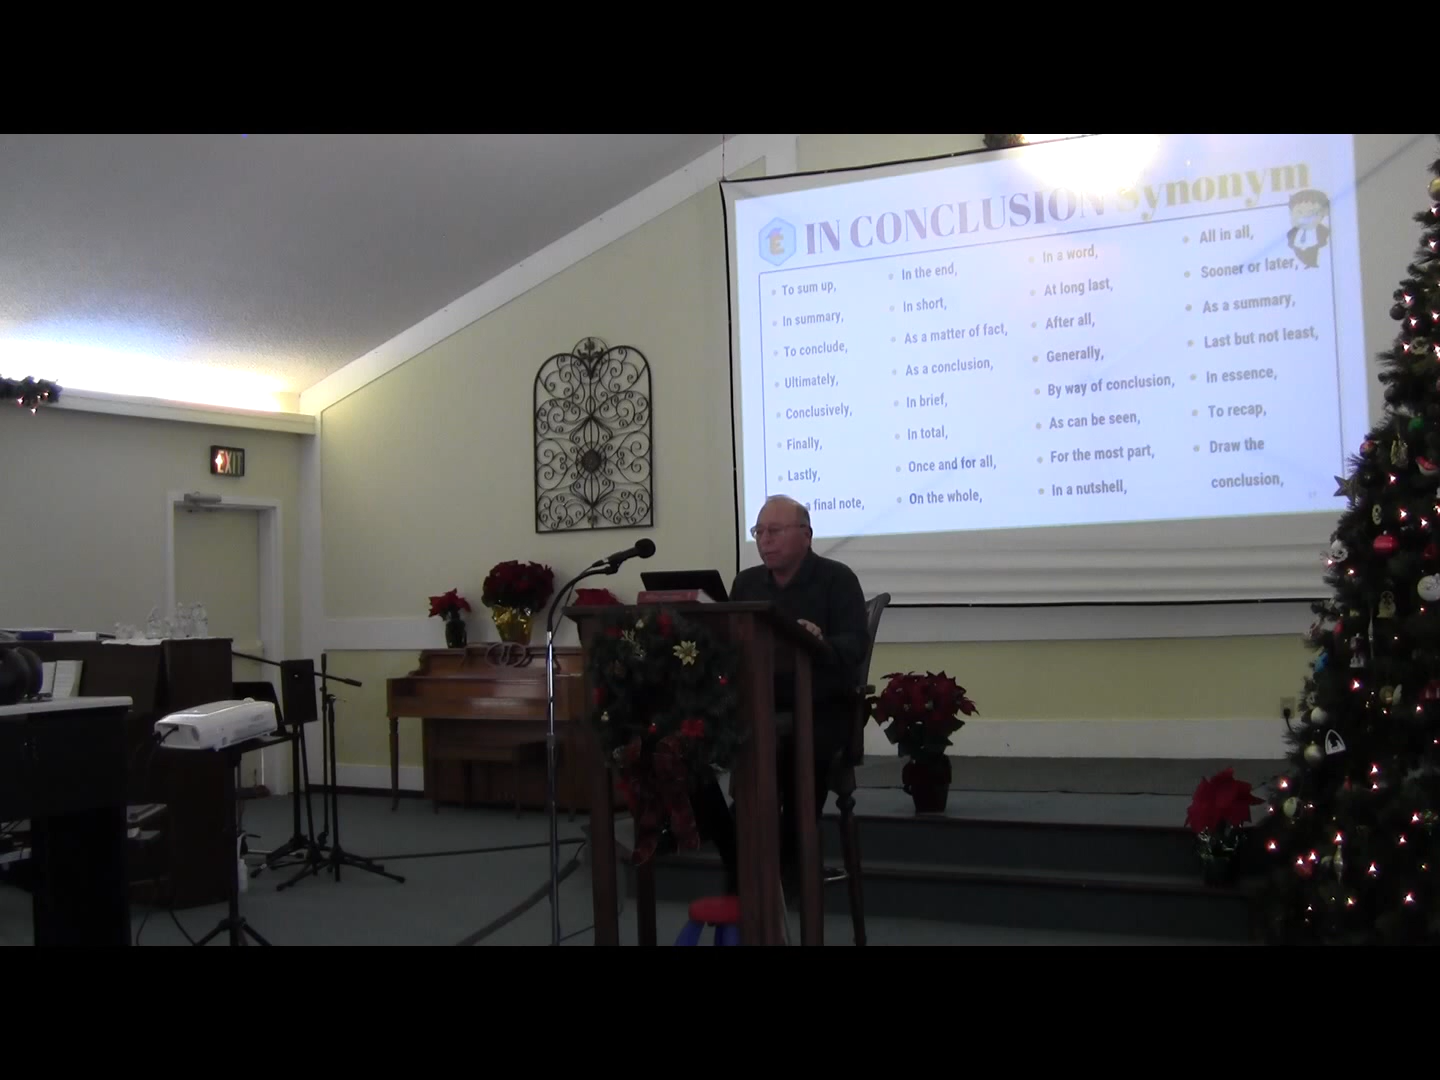 IN CONCLUSION Synonym
E
To sum up,
In summary,
To conclude,
Ultimately,
Conclusively,
Finally,
Lastly,
a final note,
In the end,
In short,
As a matter of fact,
As a conclusion,
In brief,
In total,
Once and for all,
On the whole,
In a word,
At long last,
After all,
Generally,
By way of conclusion,
As can be seen,
For the most part,
In a nutshell,
All in all,
Sooner or later,
As a summary,
Last but not least,
In essence,
To recap,
Draw the
conclusion,
EXIT